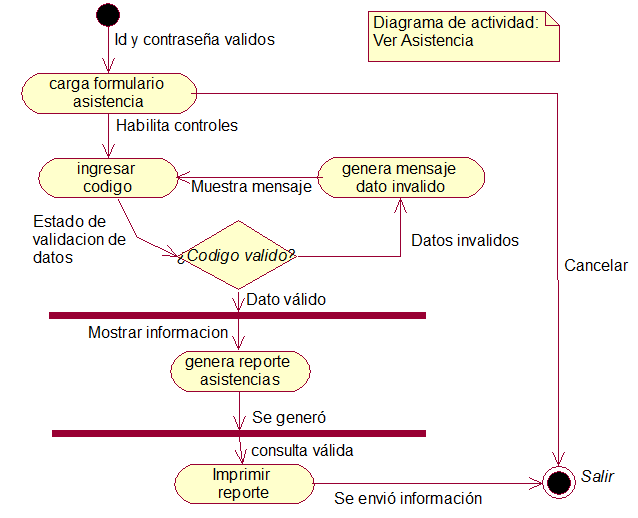 Diagrama de actividad:
Ver Asistencia
Id y contraseña validos
carga formulario
asistencia
Habilita controles
ingresar
codigo
Muestra mensaje
genera mensaje
dato invalido
Estado de
validacion de
datos
¿Codigo valido?
Datos invalidos
Cancelar
Dato válido
Mostrar informacion
genera reporte
asistencias
Se generó
consulta válida
Imprimir
reporte
Se envió información
Salir